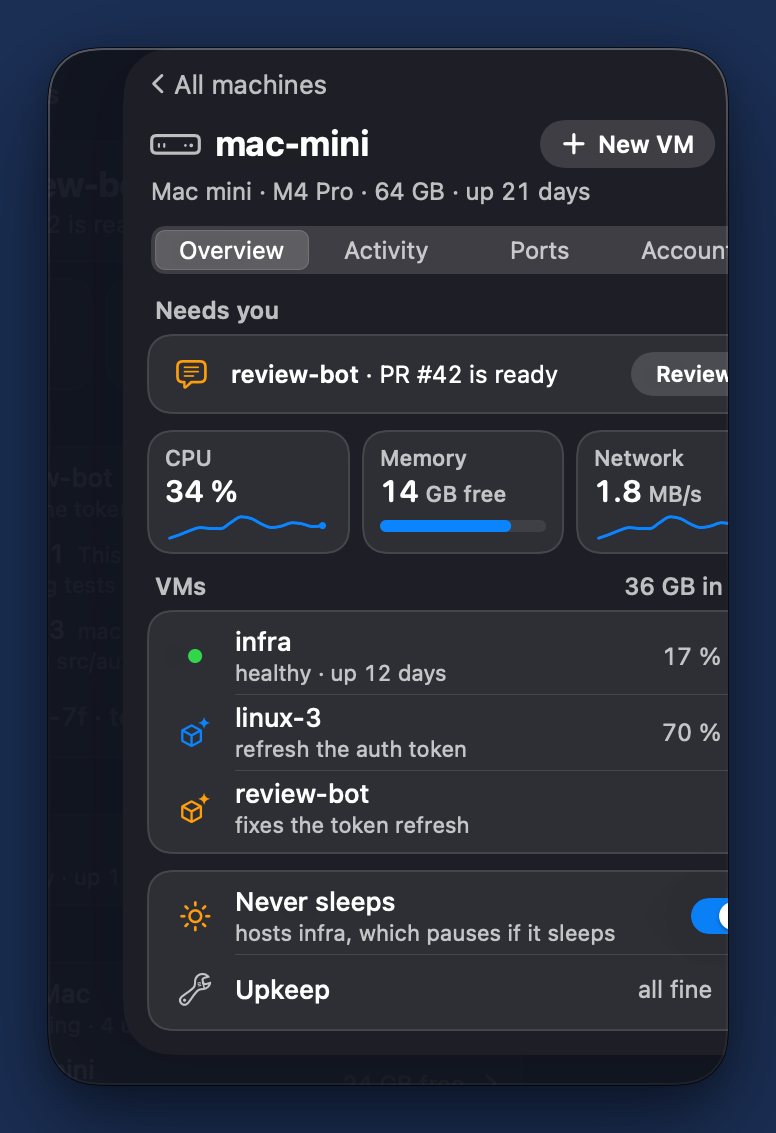 All machines
mac-mini
+ New VM
Mac mini · M4 Pro · 64 GB · up 21 days
Overview Activity Ports Accoun
Needs you
review-bot · PR #42 is ready
Review
CPU
34 %
Memory
14 GB free
Network
1.8 MB/s
VMs
36 GB in
infra
17 %
healthy · up 12 days
linux-3
70 %
refresh the auth token
review-bot
fixes the token refresh
Never sleeps
hosts infra, which pauses if it sleeps
Upkeep
all fine